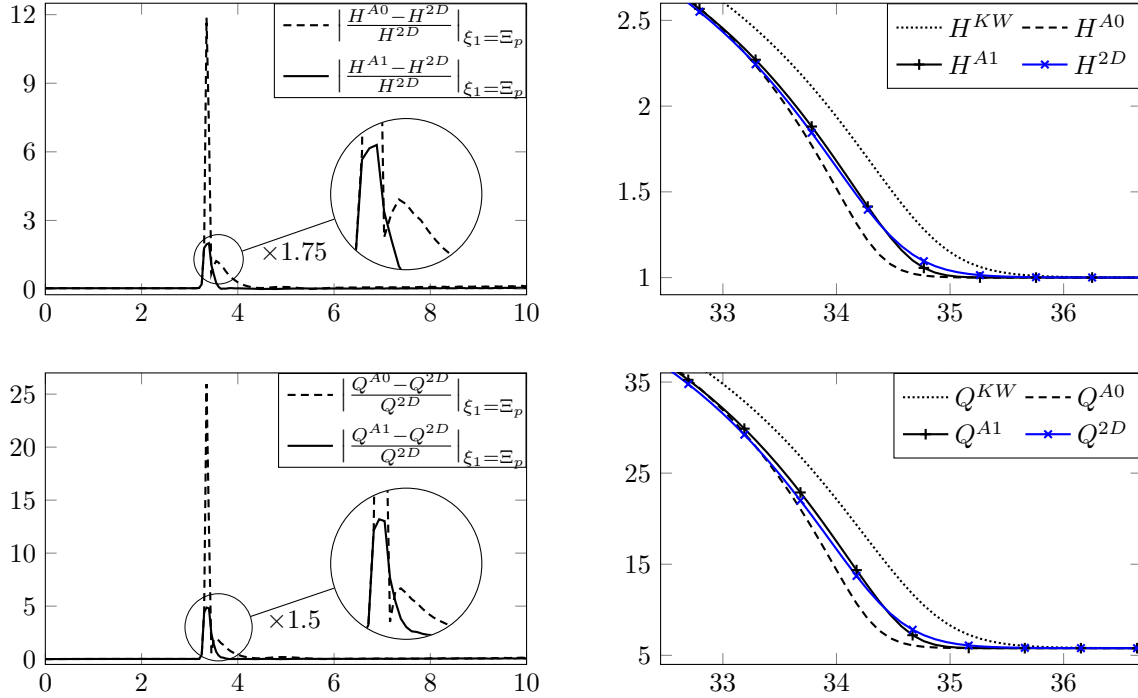 12
9
6
3
0
0 2 4 6 8 10
| (H^{A0}−H^{2D})/H^{2D} |_{ξ1=Ξp}
| (H^{A1}−H^{2D})/H^{2D} |_{ξ1=Ξp}
×1.75
2.5
2
1.5
1
33 34 35 36
H^{KW} H^{A0}
H^{A1} H^{2D}
25
20
15
10
5
0
0 2 4 6 8 10
| (Q^{A0}−Q^{2D})/Q^{2D} |_{ξ1=Ξp}
| (Q^{A1}−Q^{2D})/Q^{2D} |_{ξ1=Ξp}
×1.5
35
25
15
5
33 34 35 36
Q^{KW} Q^{A0}
Q^{A1} Q^{2D}